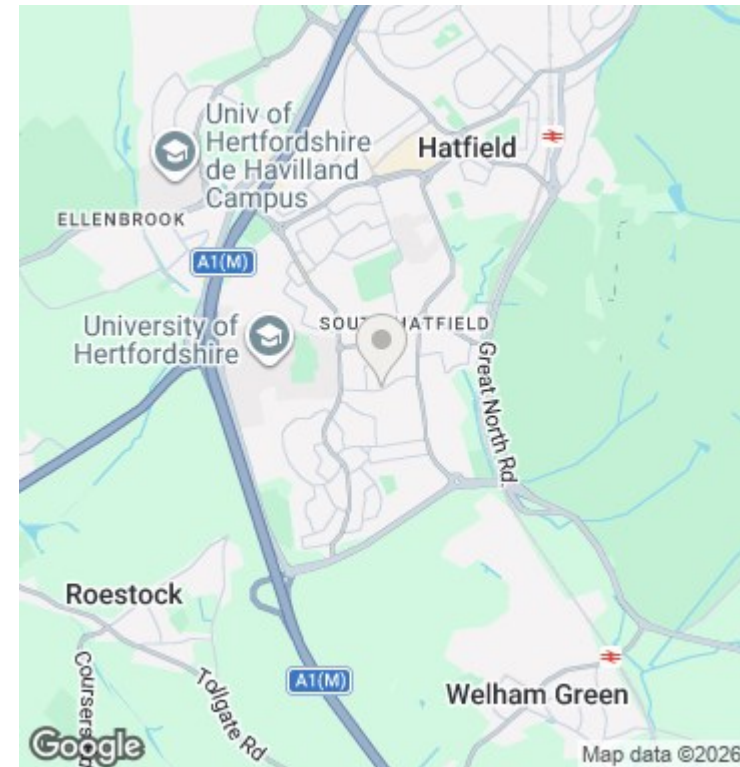 Univ of
Hertfordshire
de Havilland
Campus
Hatfield
ELLENBROOK
A1(M)
University of
Hertfordshire
Great North Rd.
Roestock
Tollgate Rd
A1(M)
Welham Green
Google
Map data ©2026